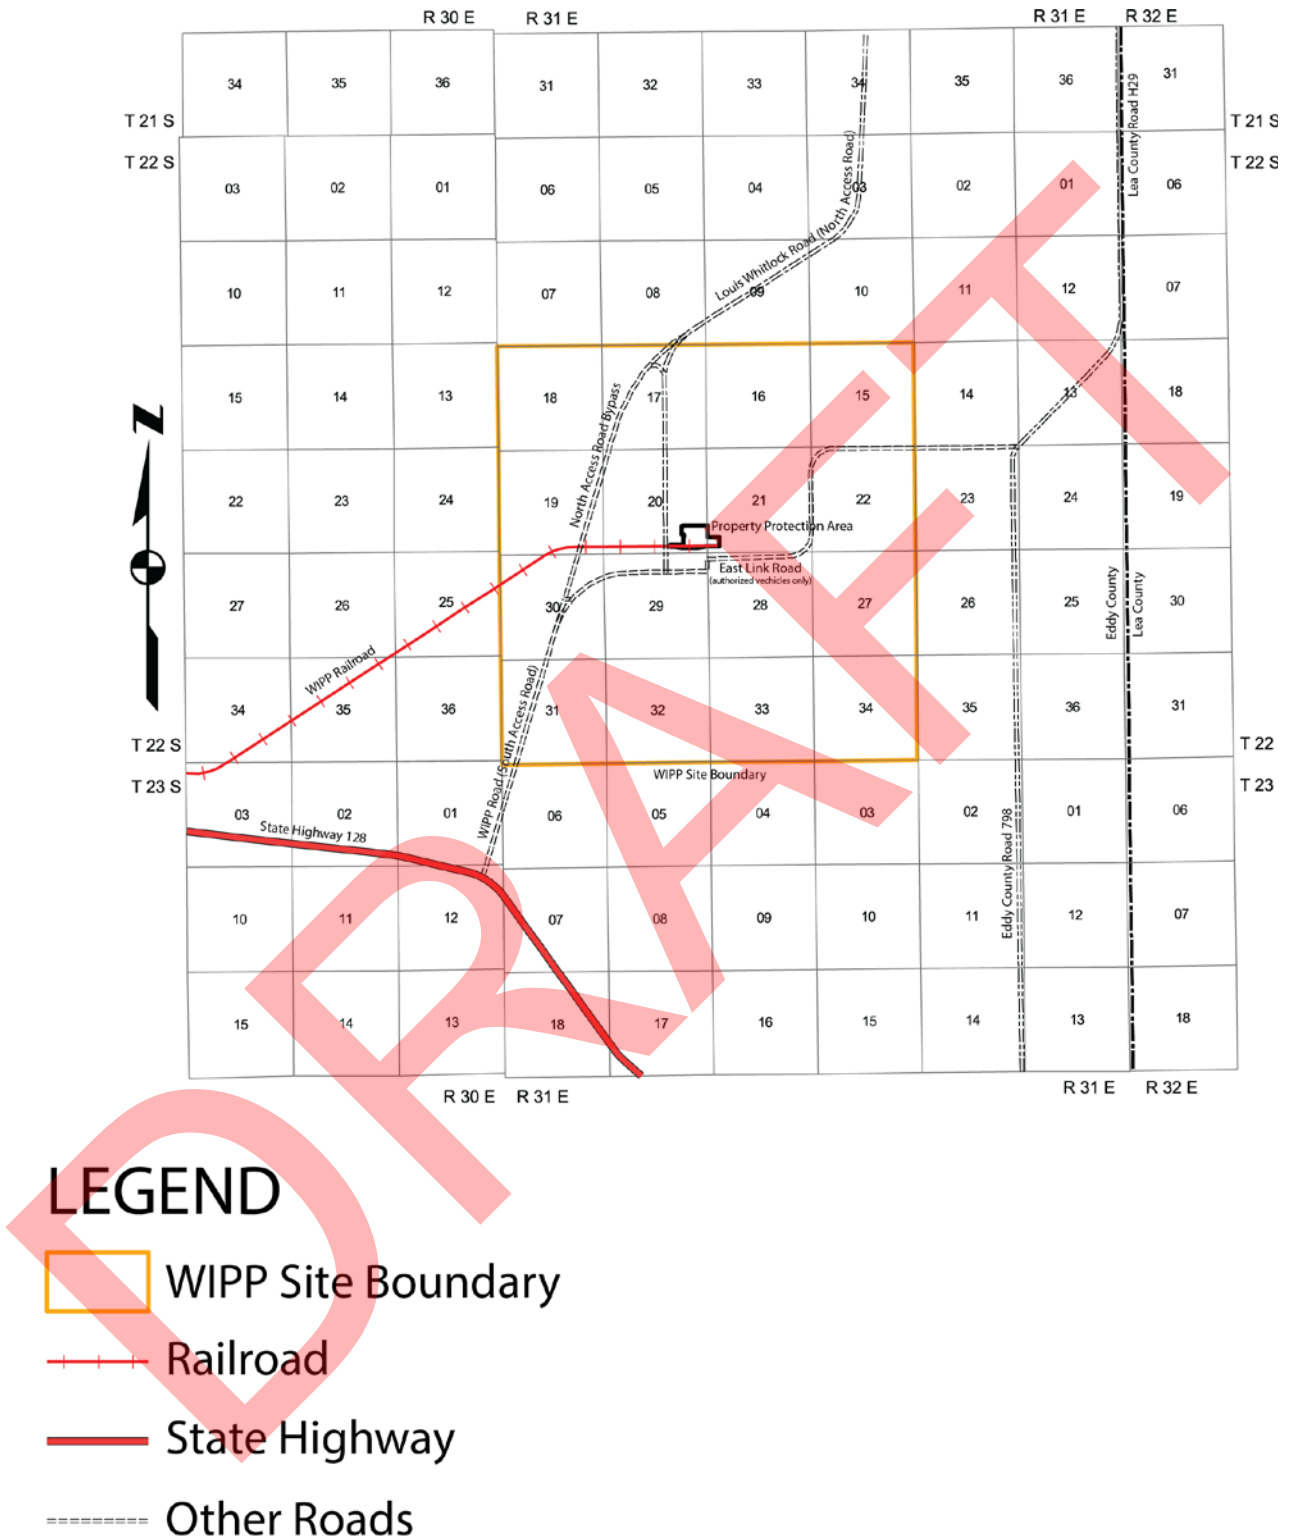 R 30 E R 31 E R 31 E R 32 E
34 35 36 31 32 33 34 35 36 31
Lea County Road H29
T 21 S T 21 S
T 22 S T 22 S
03 02 01 06 05 04 03 02 01 06
Louis Whitlock Road (North Access Road)
10 11 12 07 08 09 10 11 12 07
15 14 13 18 17 16 15 14 13 18
North Access Road Bypass
Z
22 23 24 19 20 21 22 23 24 19
Property Protection Area
East Link Road
(authorized vechicles only)
27 26 25 30 29 28 27 26 25 30
Eddy County
Lea County
WIPP Railroad
34 35 36 31 32 33 34 35 36 31
WIPP Road (South Access Road)
T 22 S T 22
WIPP Site Boundary
T 23 S T 23
03 02 01 06 05 04 03 02 01 06
State Highway 128
Eddy County Road 798
10 11 12 07 08 09 10 11 12 07
15 14 13 18 17 16 15 14 13 18
R 30 E R 31 E R 31 E R 32 E
DRAFT
LEGEND
WIPP Site Boundary
Railroad
State Highway
Other Roads